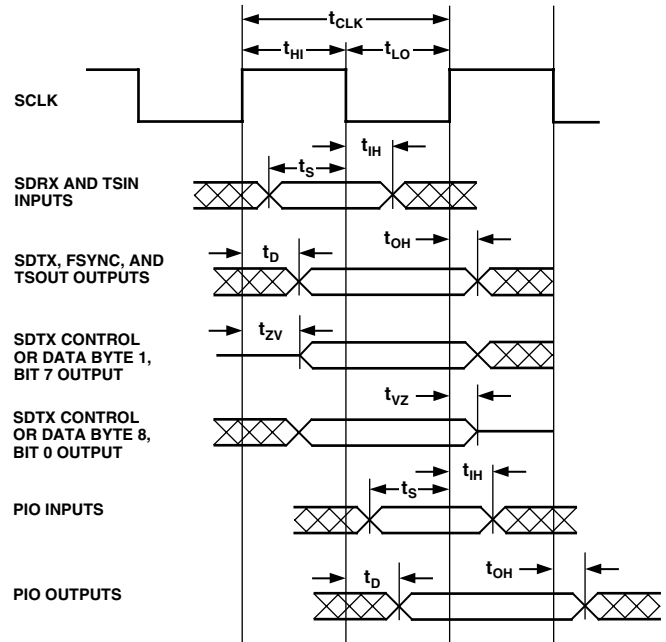 tCLK
tHI tLO
SCLK
tIH
tS
SDRX AND TSIN
INPUTS
tD
tOH
SDTX, FSYNC, AND
TSOUT OUTPUTS
tZV
SDTX CONTROL
OR DATA BYTE 1,
BIT 7 OUTPUT
tVZ
SDTX CONTROL
OR DATA BYTE 8,
BIT 0 OUTPUT
tIH
tS
PIO INPUTS
tD
tOH
PIO OUTPUTS